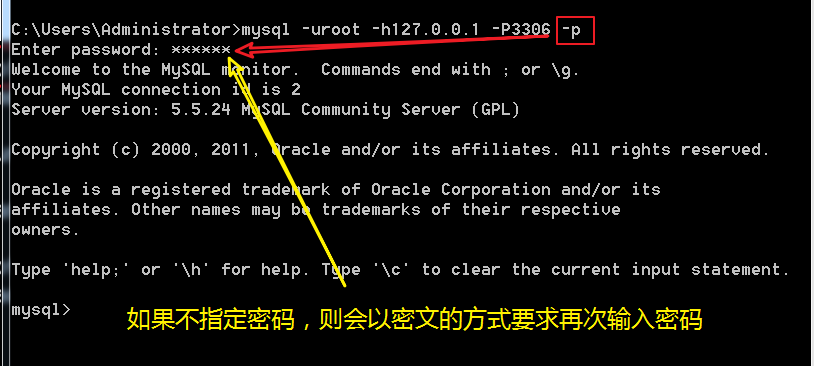 C:\Users\Administrator>mysql -uroot -h127.0.0.1 -P3306 -p
Enter password: ******
Welcome to the MySQL monitor.  Commands end with ; or \g.
Your MySQL connection id is 2
Server version: 5.5.24 MySQL Community Server (GPL)
Copyright (c) 2000, 2011, Oracle and/or its affiliates. All rights reserved.
Oracle is a registered trademark of Oracle Corporation and/or its
affiliates. Other names may be trademarks of their respective
owners.
Type 'help;' or '\h' for help. Type '\c' to clear the current input statement.
mysql>
如果不指定密码，则会以密文的方式要求再次输入密码